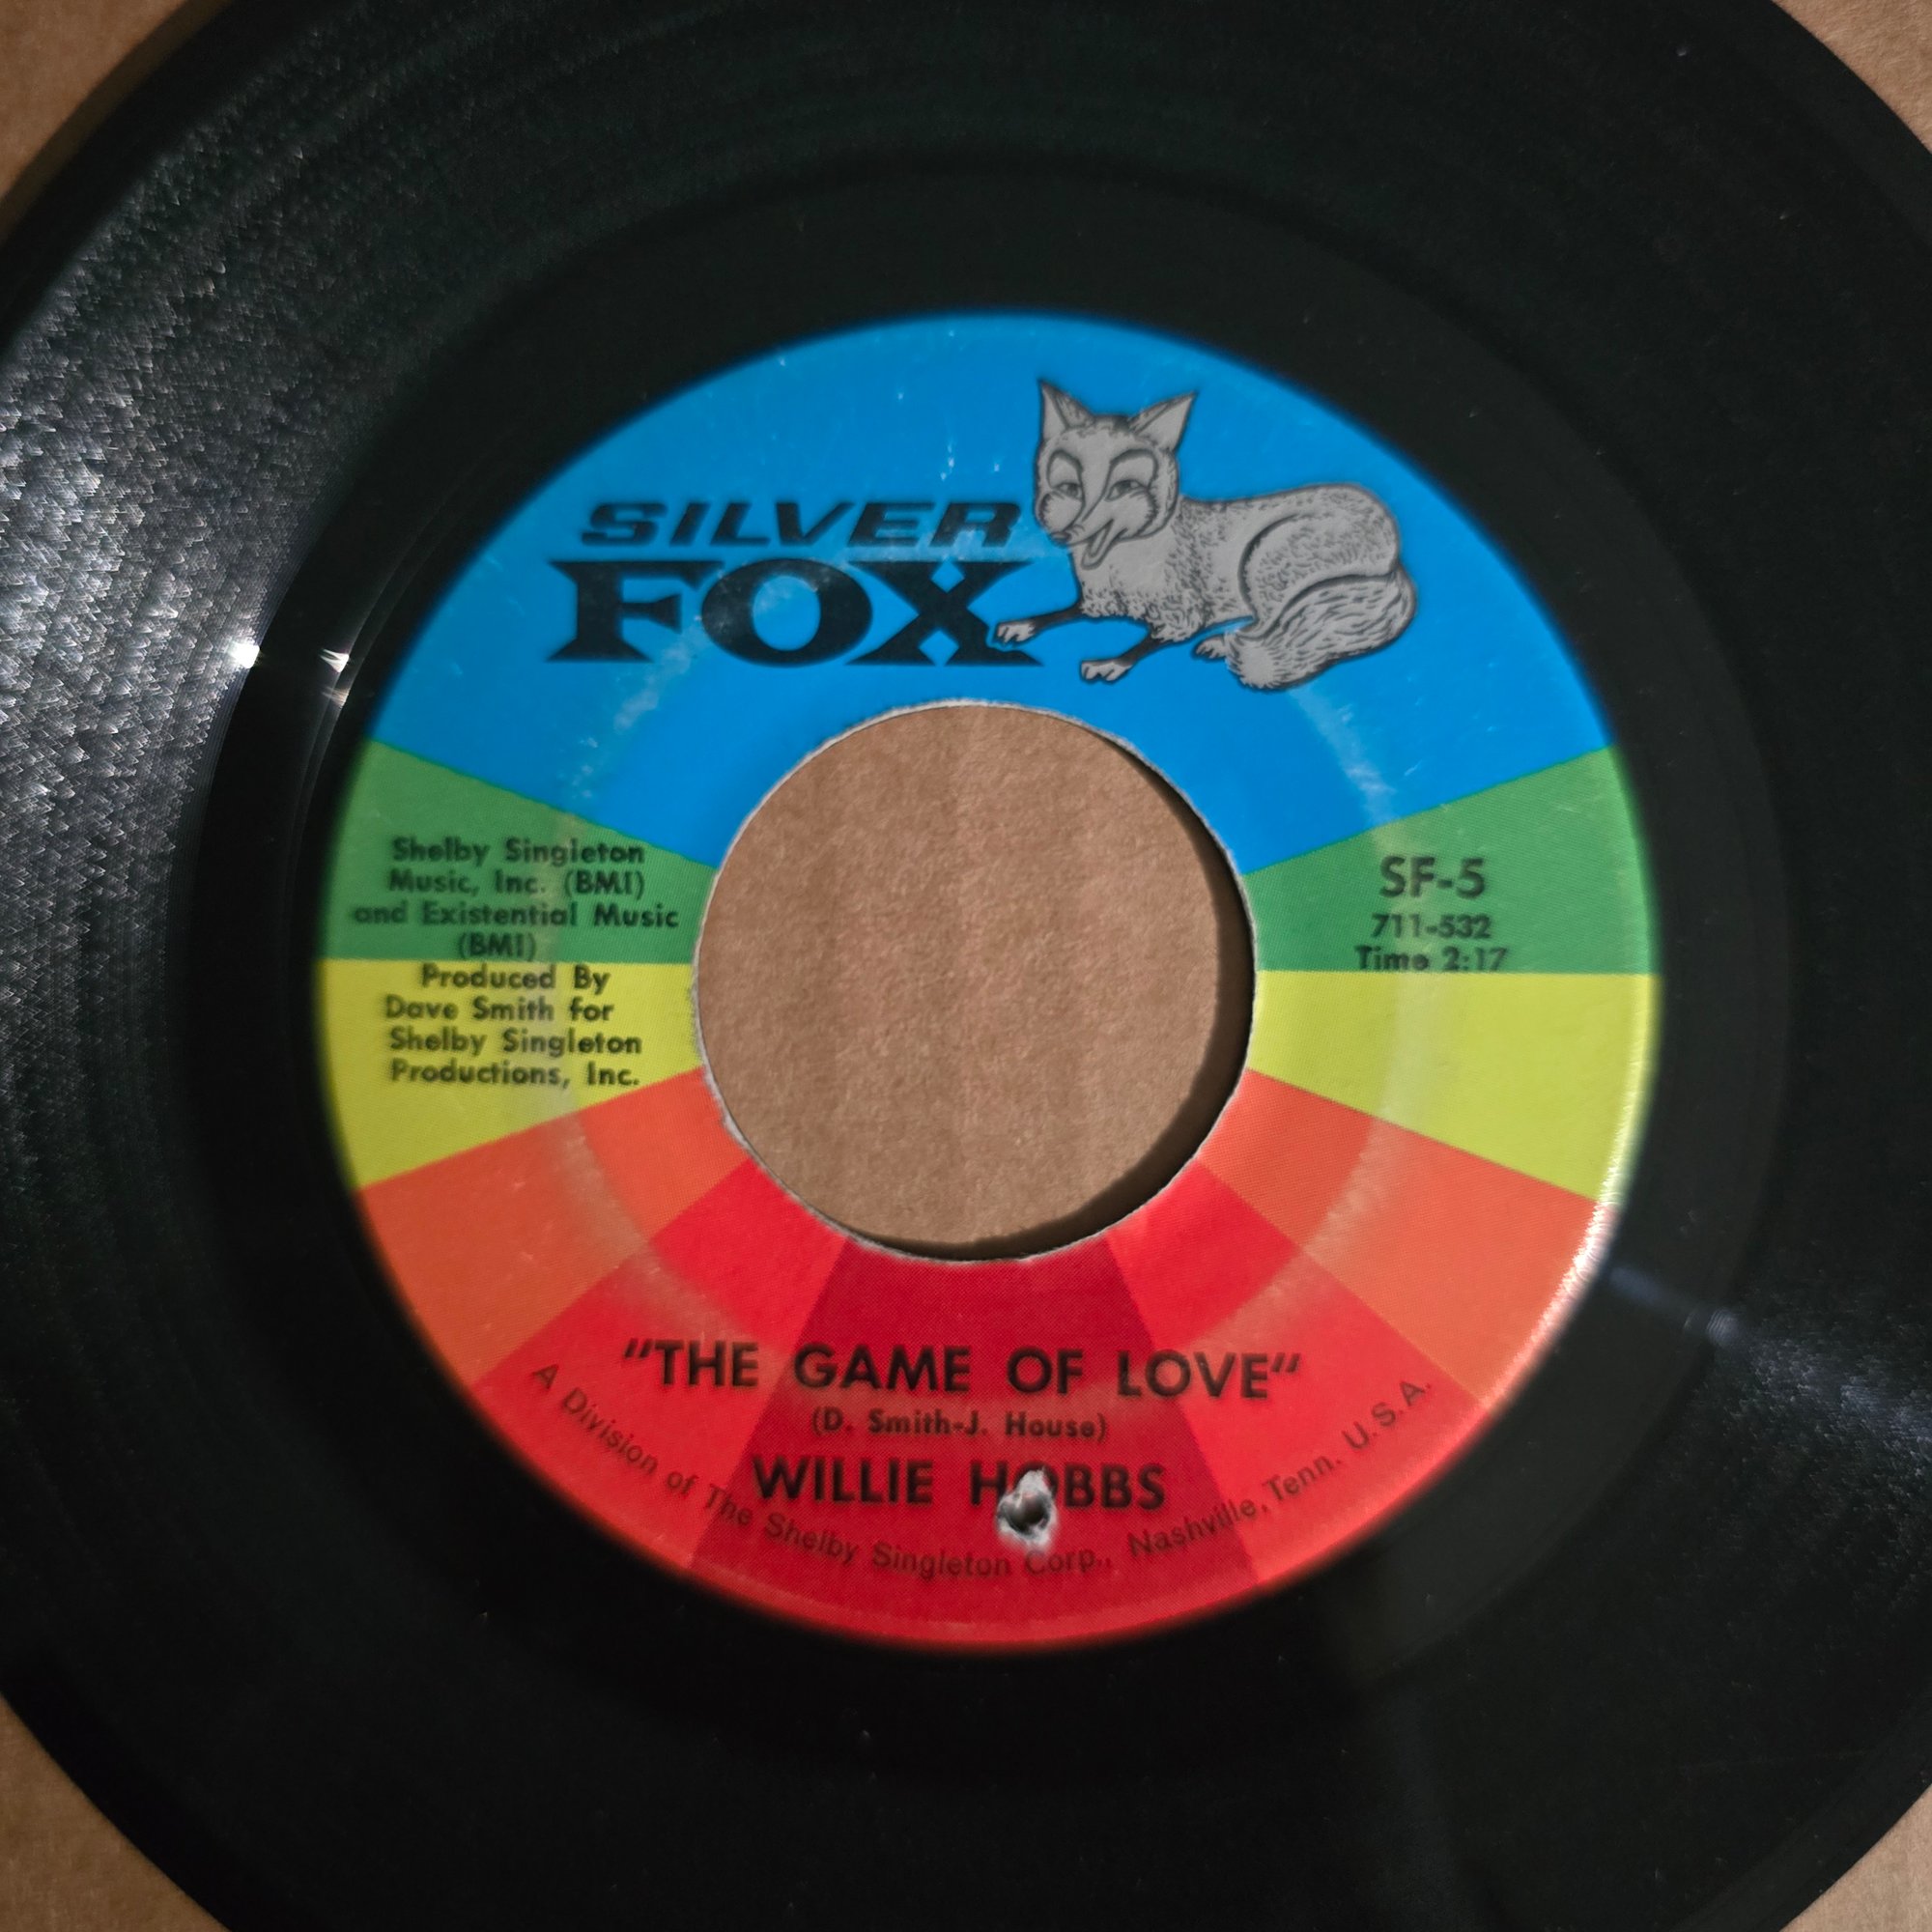 SILVER
FOX
Shelby Singleton
Music, Inc. (BMI)
and Existential Music
(BMI)
Produced By
Dave Smith for
Shelby Singleton
Productions, Inc.
SF-5
711-532
Time 2:17
"THE GAME OF LOVE"
(D. Smith-J. House)
WILLIE HOBBS
A Division of The Shelby Singleton Corp., Nashville, Tenn. U.S.A.